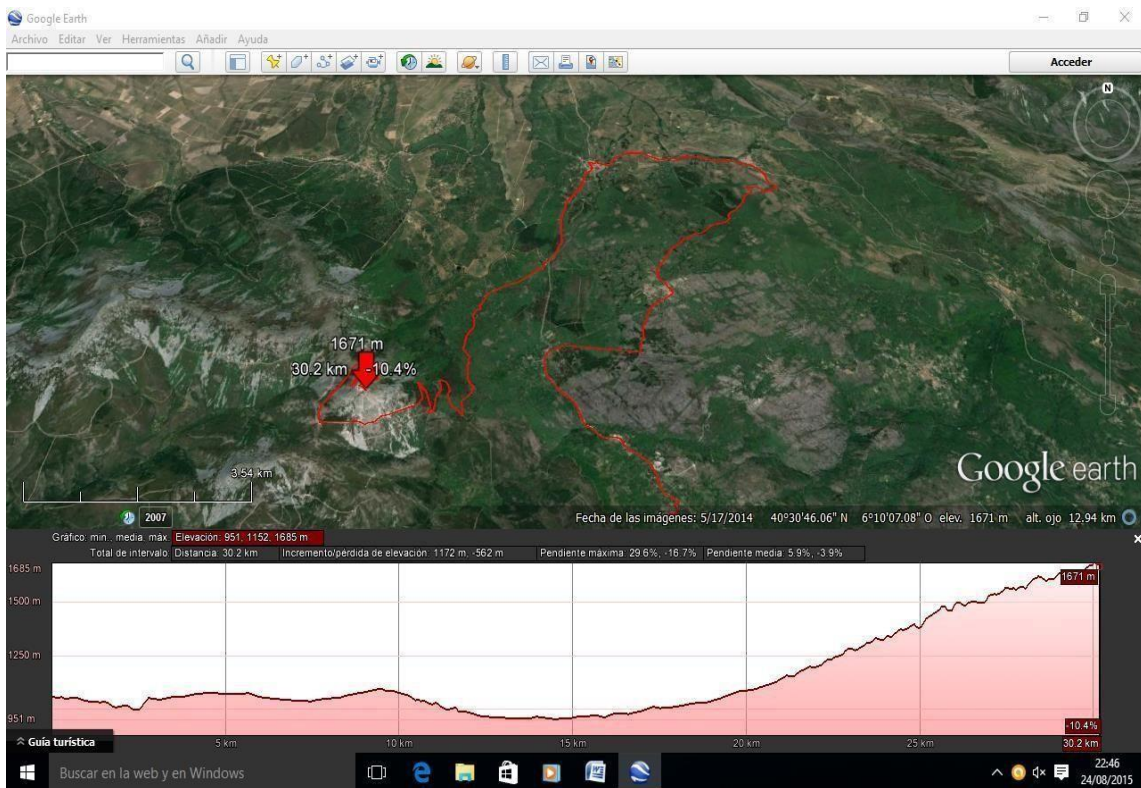 Google Earth
Archivo Editar Ver Herramientas Añadir Ayuda
Acceder
N
1671 m
30.2 km -10.4%
3.54 km
Google earth
2007
Fecha de las imágenes: 5/17/2014 40°30'46.06" N 6°10'07.08" O elev. 1671 m alt. ojo 12.94 km
Gráfico: mín., media, máx. Elevación: 951, 1152, 1685 m
Total de intervalo: Distancia: 30.2 km Incremento/pérdida de elevación: 1172 m, -562 m Pendiente máxima: 29.6%, -16.7% Pendiente media: 5.9%, -3.9%
1685 m
1671 m
1500 m
1250 m
951 m
-10.4%
Guía turística
5 km 10 km 15 km 20 km 25 km 30.2 km
Buscar en la web y en Windows
22:46
24/08/2015